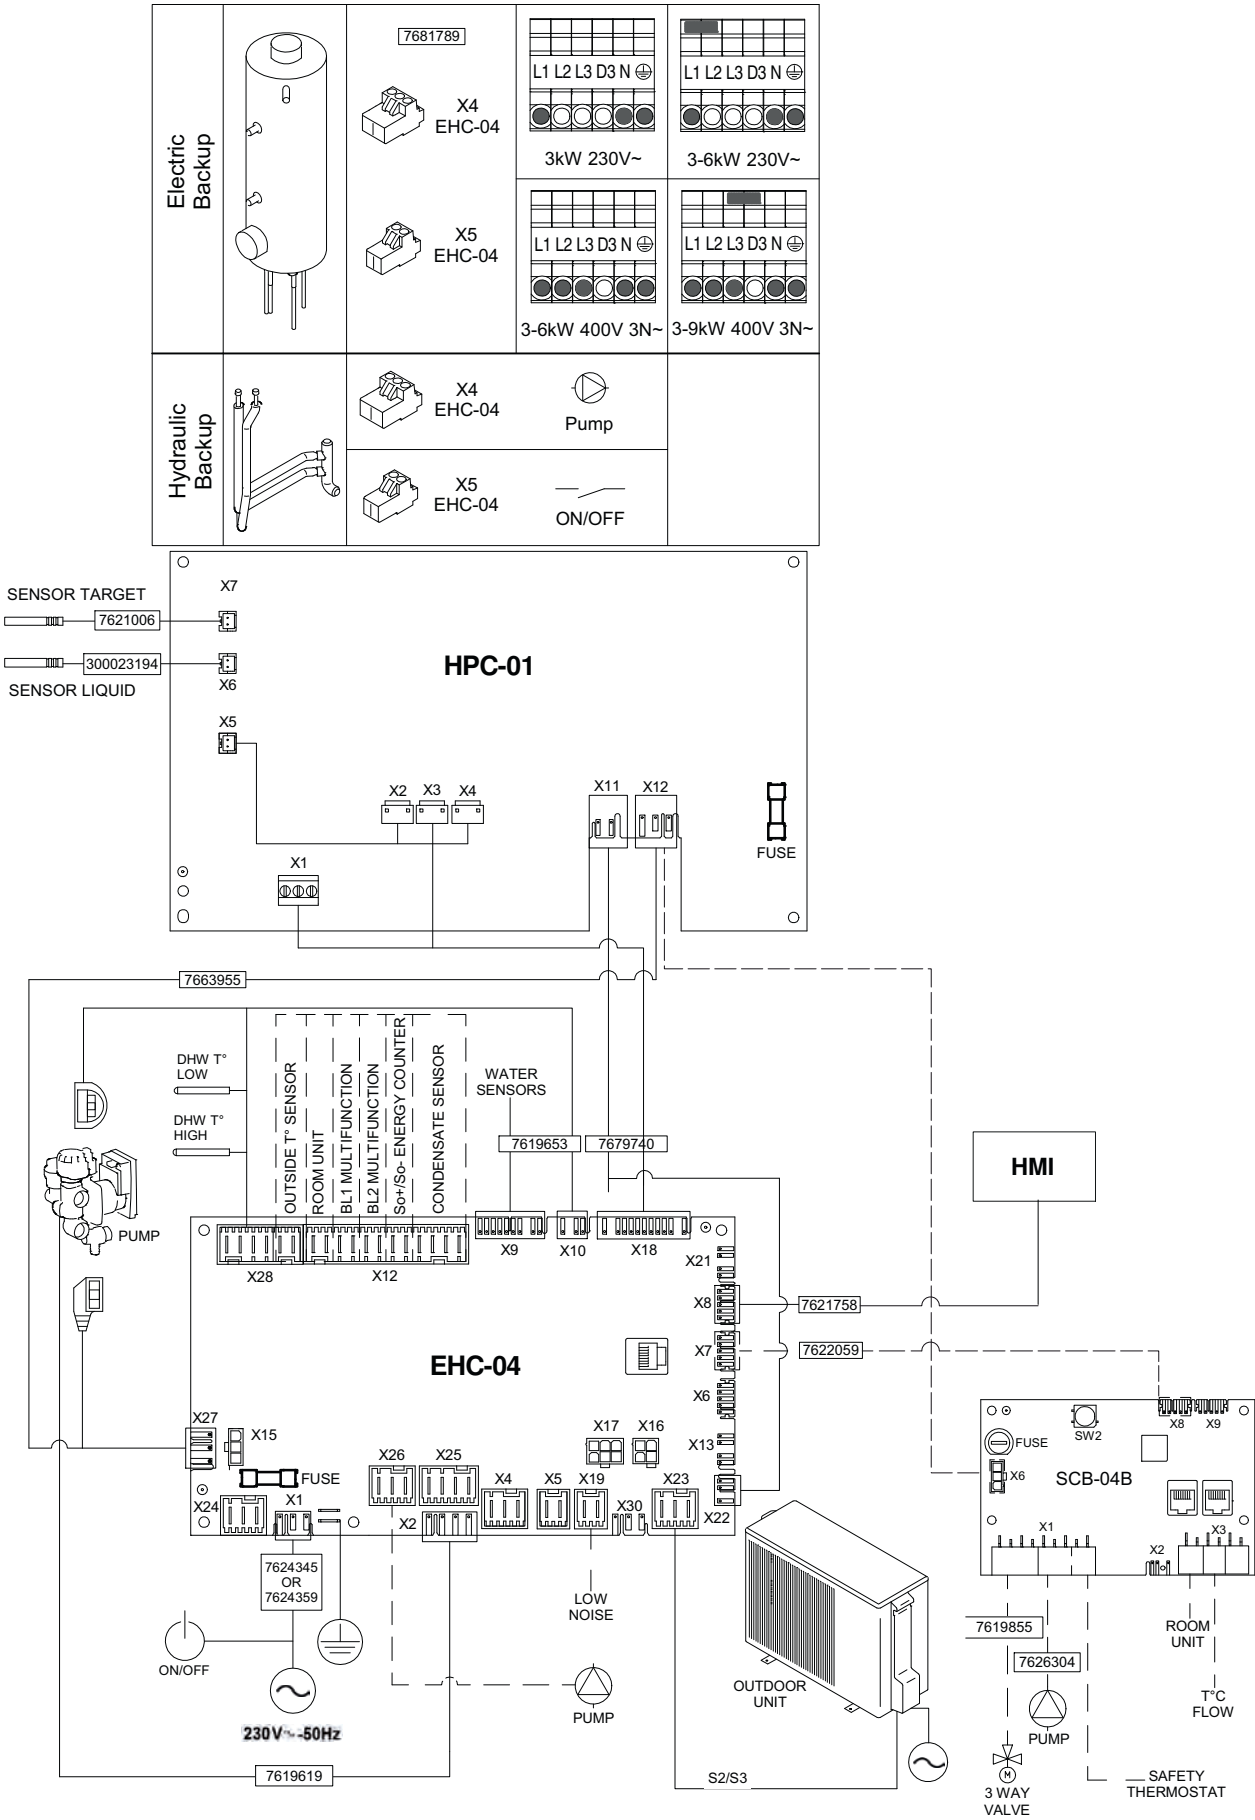 Electric
Backup
7681789
X4
EHC-04
X5
EHC-04
L1 L2 L3 D3 N
3kW 230V~
L1 L2 L3 D3 N
3-6kW 230V~
L1 L2 L3 D3 N
3-6kW 400V 3N~
L1 L2 L3 D3 N
3-9kW 400V 3N~
Hydraulic
Backup
X4
EHC-04
Pump
X5
EHC-04
ON/OFF
SENSOR TARGET
7621006
300023194
SENSOR LIQUID
X7
X6
X5
HPC-01
X2
X3
X4
X11
X12
FUSE
X1
7663955
DHW T°
LOW
DHW T°
HIGH
OUTSIDE T° SENSOR
ROOM UNIT
BL1 MULTIFUNCTION
BL2 MULTIFUNCTION
So+/So- ENERGY COUNTER
CONDENSATE SENSOR
WATER
SENSORS
7619653
7679740
HMI
PUMP
X28
X12
X9
X10
X18
X21
X8
7621758
X7
7622059
EHC-04
X6
X27
X15
X17
X16
X13
X26
X25
FUSE
X4
X5
X19
X23
X24
X1
X2
X30
X22
X8
X9
SW2
FUSE
X6
SCB-04B
X1
X2
X3
7624345
OR
7624359
LOW
NOISE
ON/OFF
230V~-50Hz
PUMP
OUTDOOR
UNIT
7619619
S2/S3
7619855
7626304
PUMP
ROOM
UNIT
T°C
FLOW
M
3 WAY
VALVE
SAFETY
THERMOSTAT